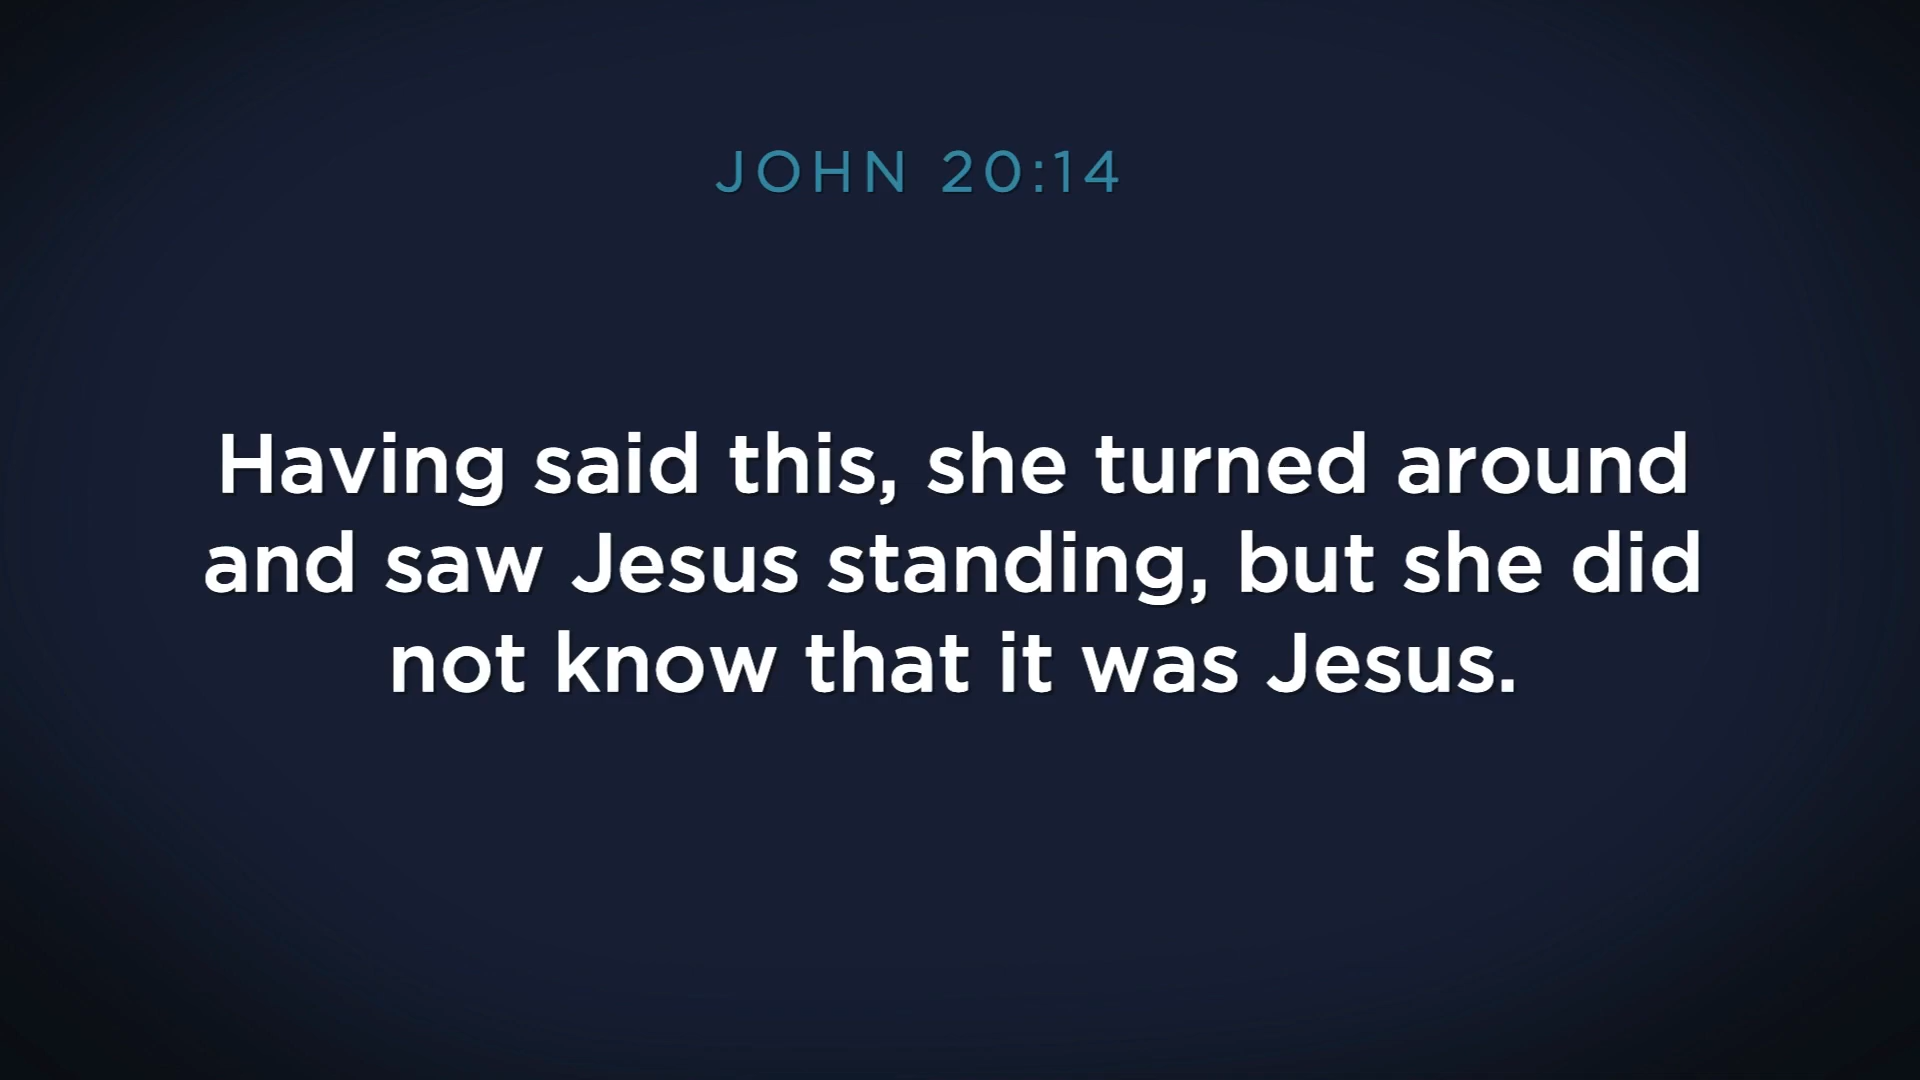 JOHN 20:14
Having said this, she turned around
and saw Jesus standing, but she did
not know that it was Jesus.